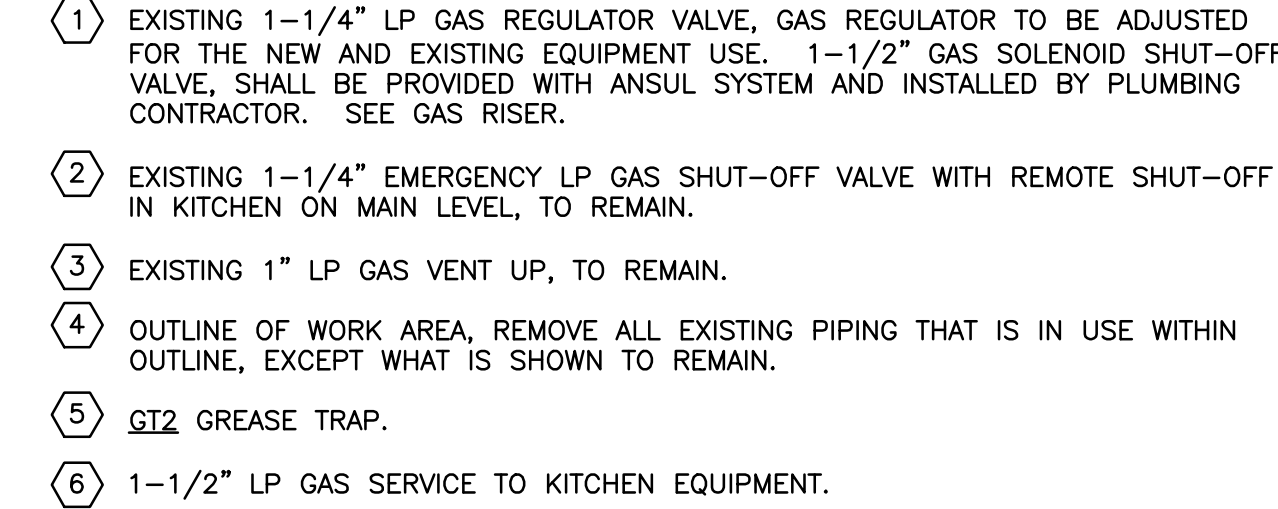 1 EXISTING 1-1/4" LP GAS REGULATOR VALVE, GAS REGULATOR TO BE ADJUSTED
FOR THE NEW AND EXISTING EQUIPMENT USE. 1-1/2" GAS SOLENOID SHUT-OFF
VALVE, SHALL BE PROVIDED WITH ANSUL SYSTEM AND INSTALLED BY PLUMBING
CONTRACTOR. SEE GAS RISER.
2 EXISTING 1-1/4" EMERGENCY LP GAS SHUT-OFF VALVE WITH REMOTE SHUT-OFF
IN KITCHEN ON MAIN LEVEL, TO REMAIN.
3 EXISTING 1" LP GAS VENT UP, TO REMAIN.
4 OUTLINE OF WORK AREA, REMOVE ALL EXISTING PIPING THAT IS IN USE WITHIN
OUTLINE, EXCEPT WHAT IS SHOWN TO REMAIN.
5 GT2 GREASE TRAP.
6 1-1/2" LP GAS SERVICE TO KITCHEN EQUIPMENT.